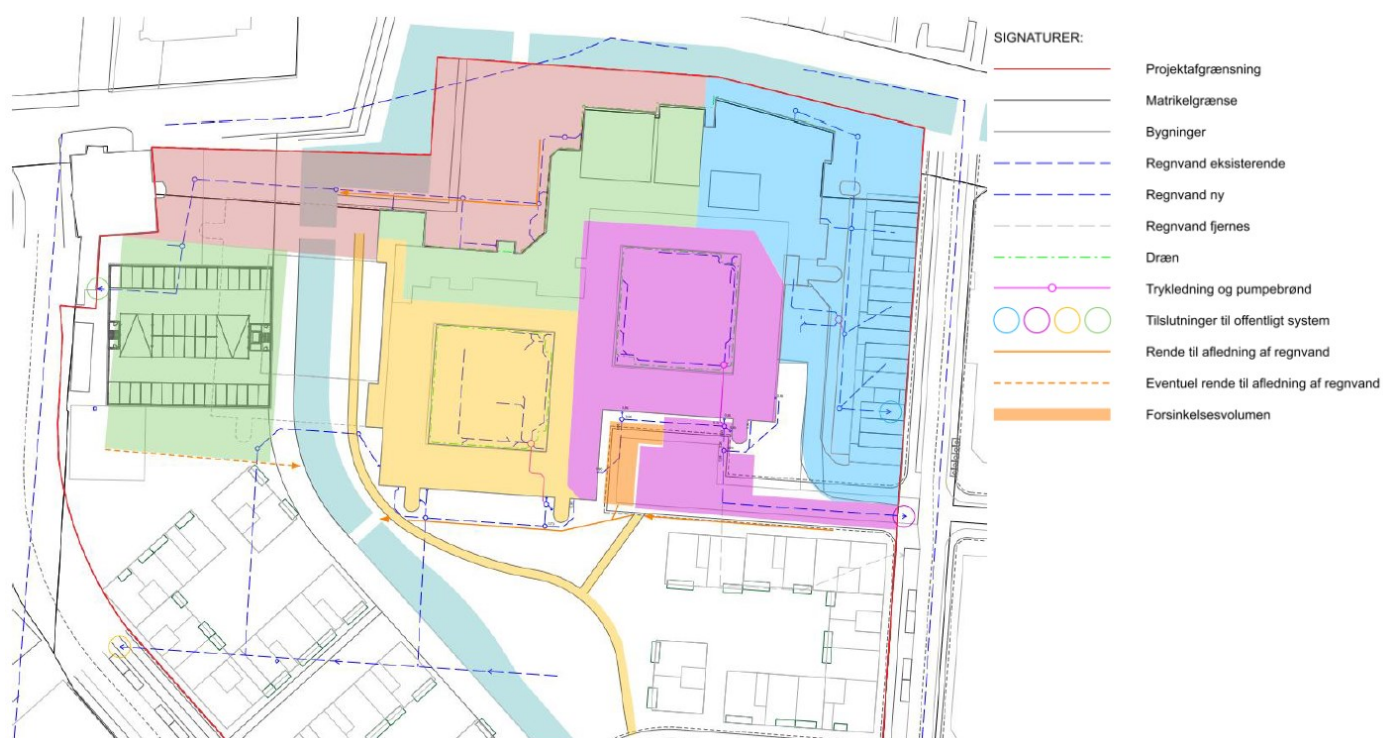 SIGNATURER:
Projektafgrænsning
Matrikelgrænse
Bygninger
Regnvand eksisterende
Regnvand ny
Regnvand fjernes
Dræn
Trykledning og pumpebrønd
Tilslutninger til offentligt system
Rende til afledning af regnvand
Eventuel rende til afledning af regnvand
Forsinkelsesvolumen